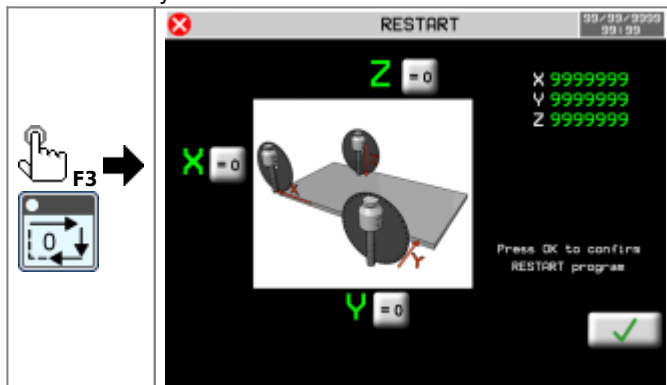 RESTART
99/99/9999
99:99
Z = 0
X 9999999
Y 9999999
Z 9999999
X = 0
F3
0
X
Z
Y
Press OK to confirm
RESTART program
Y = 0